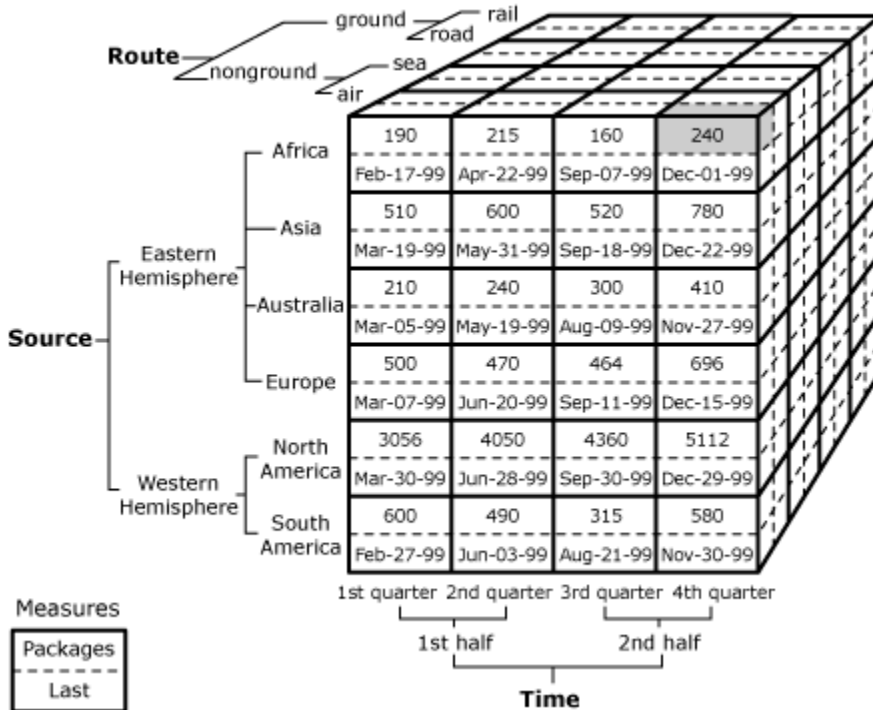 ground
rail
road
Route
nonground
sea
air
190 215 160 240
Africa
Feb-17-99 Apr-22-99 Sep-07-99 Dec-01-99
510 600 520 780
Asia
Mar-19-99 May-31-99 Sep-18-99 Dec-22-99
Eastern
Hemisphere
210 240 300 410
Australia
Mar-05-99 May-19-99 Aug-09-99 Nov-27-99
Source
500 470 464 696
Europe
Mar-07-99 Jun-20-99 Sep-11-99 Dec-15-99
3056 4050 4360 5112
North
America
Mar-30-99 Jun-28-99 Sep-30-99 Dec-29-99
Western
Hemisphere
600 490 315 580
South
America
Feb-27-99 Jun-03-99 Aug-21-99 Nov-30-99
1st quarter 2nd quarter 3rd quarter 4th quarter
1st half 2nd half
Time
Measures
Packages
Last